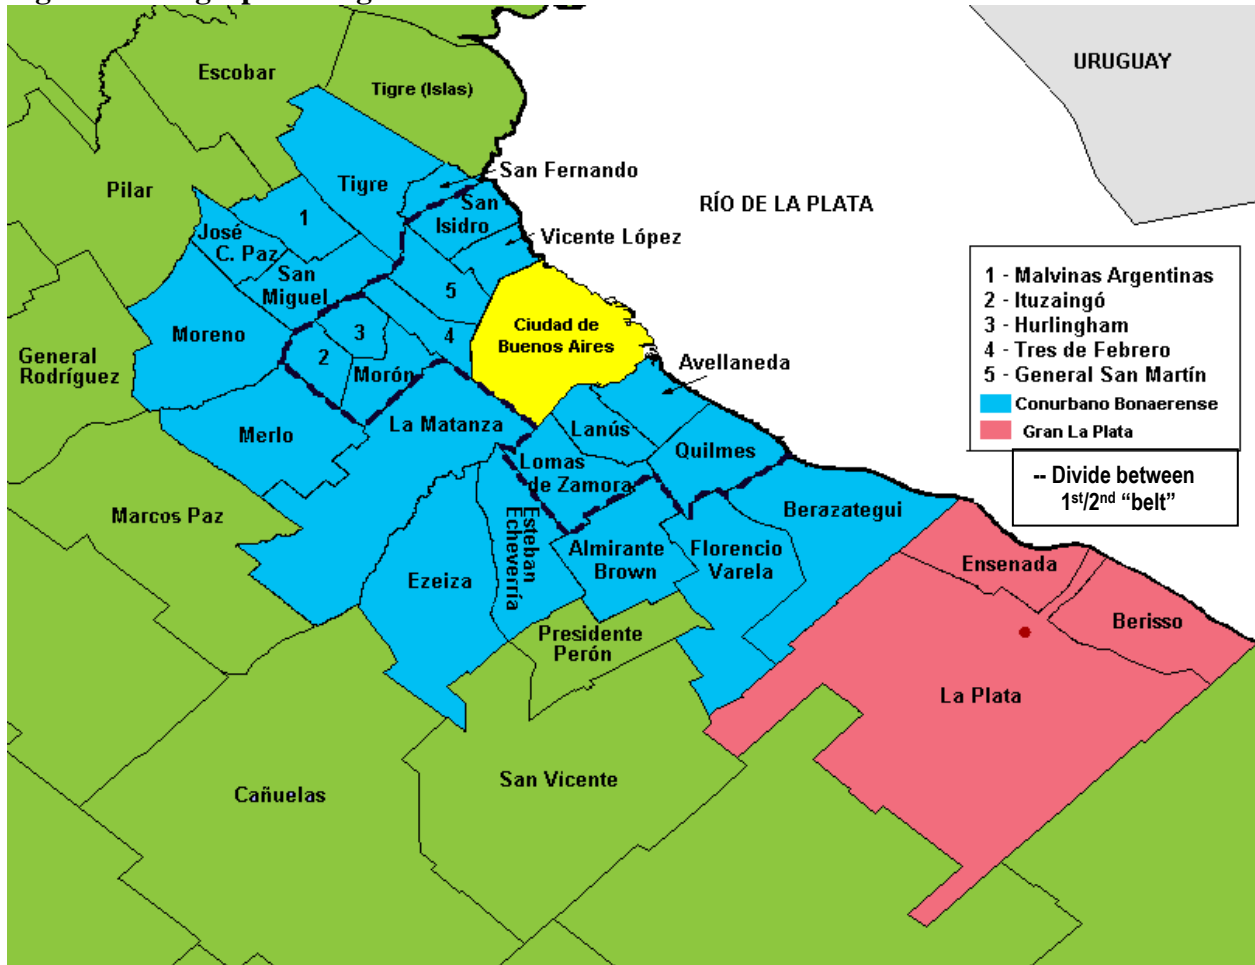 Escobar
Tigre (Islas)
URUGUAY
Pilar
Tigre
San Fernando
San
Isidro
RÍO DE LA PLATA
1
José
C. Paz
Vicente López
San
Miguel
5
Moreno
3
4
2
Morón
Ciudad de
Buenos Aires
General
Rodríguez
Avellaneda
1 - Malvinas Argentinas
2 - Ituzaingó
3 - Hurlingham
4 - Tres de Febrero
5 - General San Martín
Conurbano Bonaerense
Gran La Plata
-- Divide between
1st/2nd “belt”
Merlo
La Matanza
Lanús
Quilmes
Lomas
de Zamora
Marcos Paz
Berazategui
Esteban
Echeverría
Almirante
Brown
Florencio
Varela
Ezeiza
Ensenada
Berisso
Presidente
Perón
La Plata
San Vicente
Cañuelas